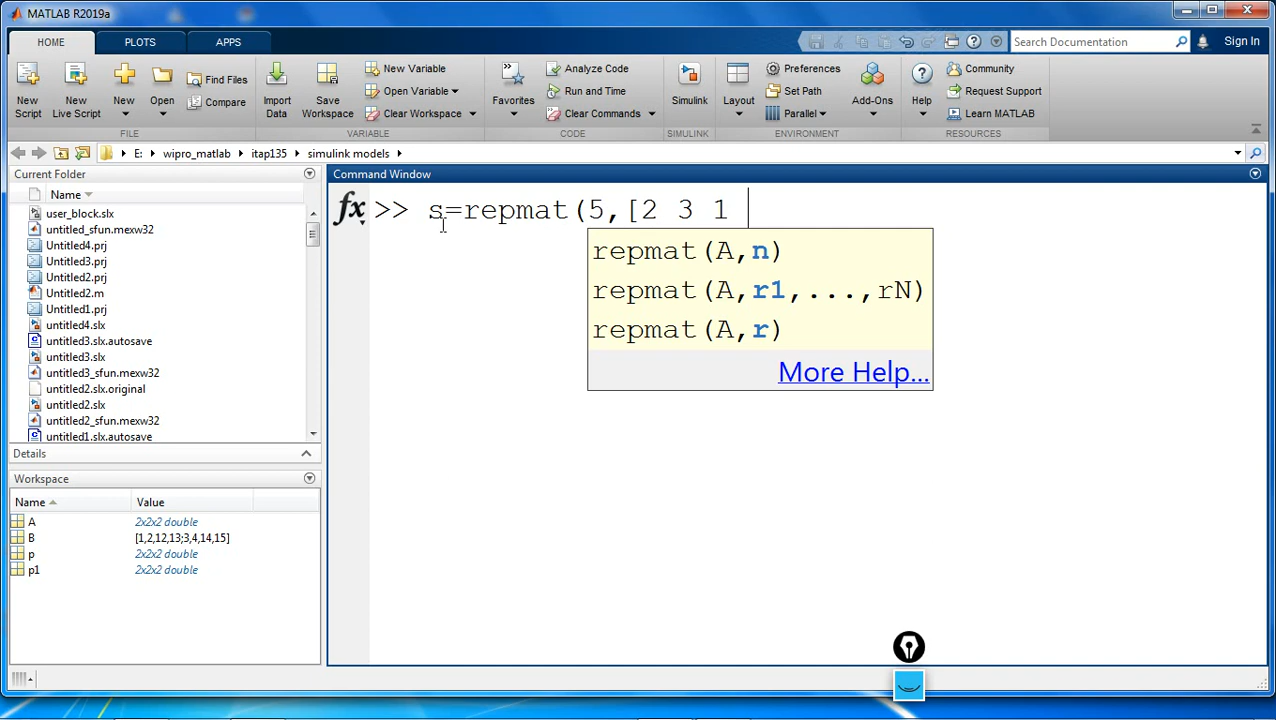 MATLAB R2019a
HOME PLOTS APPS Search Documentation Sign In
New Script New Live Script New Open Find Files Compare Import Data Save Workspace New Variable Open Variable Clear Workspace Favorites Analyze Code Run and Time Clear Commands Simulink Layout Preferences Set Path Parallel Add-Ons Help Community Request Support Learn MATLAB
FILE VARIABLE CODE SIMULINK ENVIRONMENT RESOURCES
E: wipro_matlab itap135 simulink models
Current Folder
Name
user_block.slx
untitled_sfun.mexw32
Untitled4.prj
Untitled3.prj
Untitled2.prj
Untitled2.m
Untitled1.prj
untitled4.slx
untitled3.slx.autosave
untitled3.slx
untitled3_sfun.mexw32
untitled2.slx.original
untitled2.slx
untitled2_sfun.mexw32
untitled1.slx.autosave
Details
Workspace
Name Value
A 2x2x2 double
B [1,2,12,13;3,4,14,15]
p 2x2x2 double
p1 2x2x2 double
Command Window
fx >> s=repmat(5,[2 3 1
repmat(A,n)
repmat(A,r1,...,rN)
repmat(A,r)
More Help...